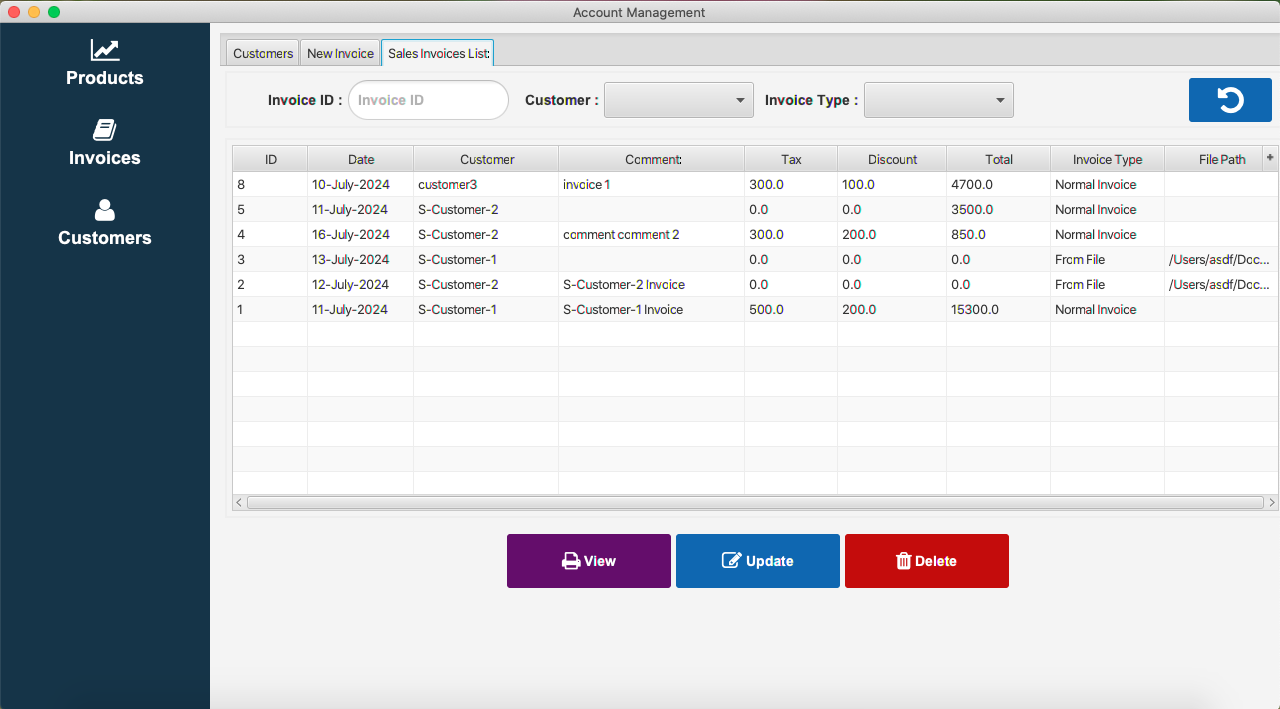 Account Management
Products
Invoices
Customers
Customers New Invoice Sales Invoices List:
Invoice ID : Invoice ID Customer : Invoice Type :
ID Date Customer Comment: Tax Discount Total Invoice Type File Path +
8 10-July-2024 customer3 invoice 1 300.0 100.0 4700.0 Normal Invoice
5 11-July-2024 S-Customer-2 0.0 0.0 3500.0 Normal Invoice
4 16-July-2024 S-Customer-2 comment comment 2 300.0 200.0 850.0 Normal Invoice
3 13-July-2024 S-Customer-1 0.0 0.0 0.0 From File /Users/asdf/Doc...
2 12-July-2024 S-Customer-2 S-Customer-2 Invoice 0.0 0.0 0.0 From File /Users/asdf/Doc...
1 11-July-2024 S-Customer-1 S-Customer-1 Invoice 500.0 200.0 15300.0 Normal Invoice
View Update Delete